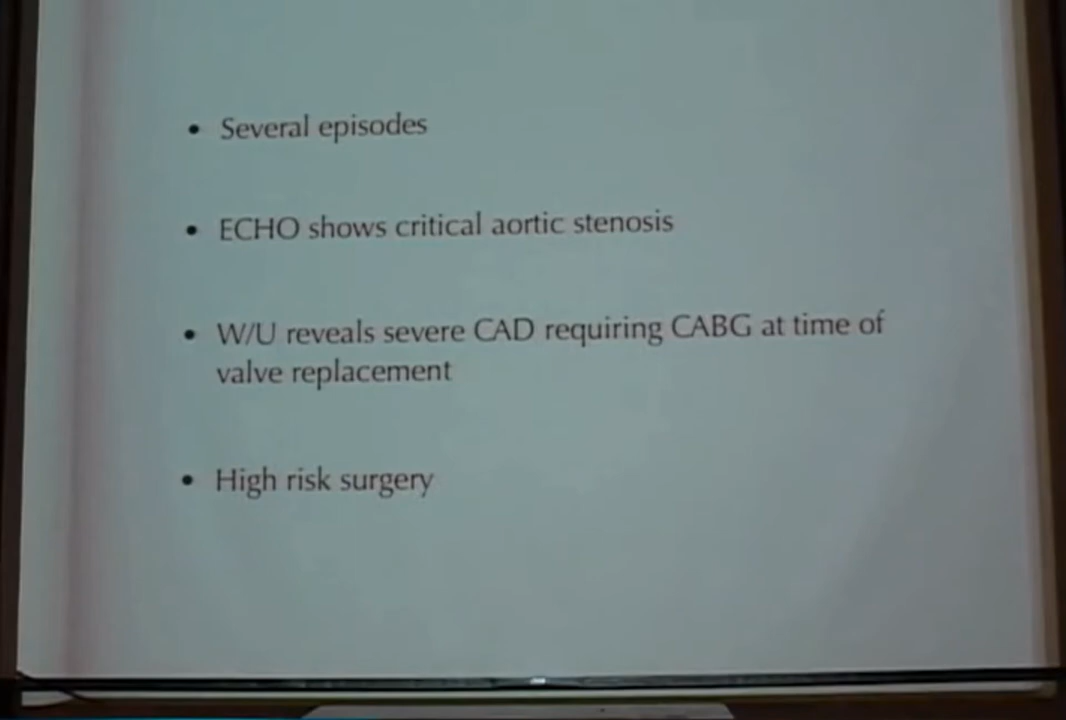 • Several episodes
• ECHO shows critical aortic stenosis
• W/U reveals severe CAD requiring CABG at time of
valve replacement
• High risk surgery